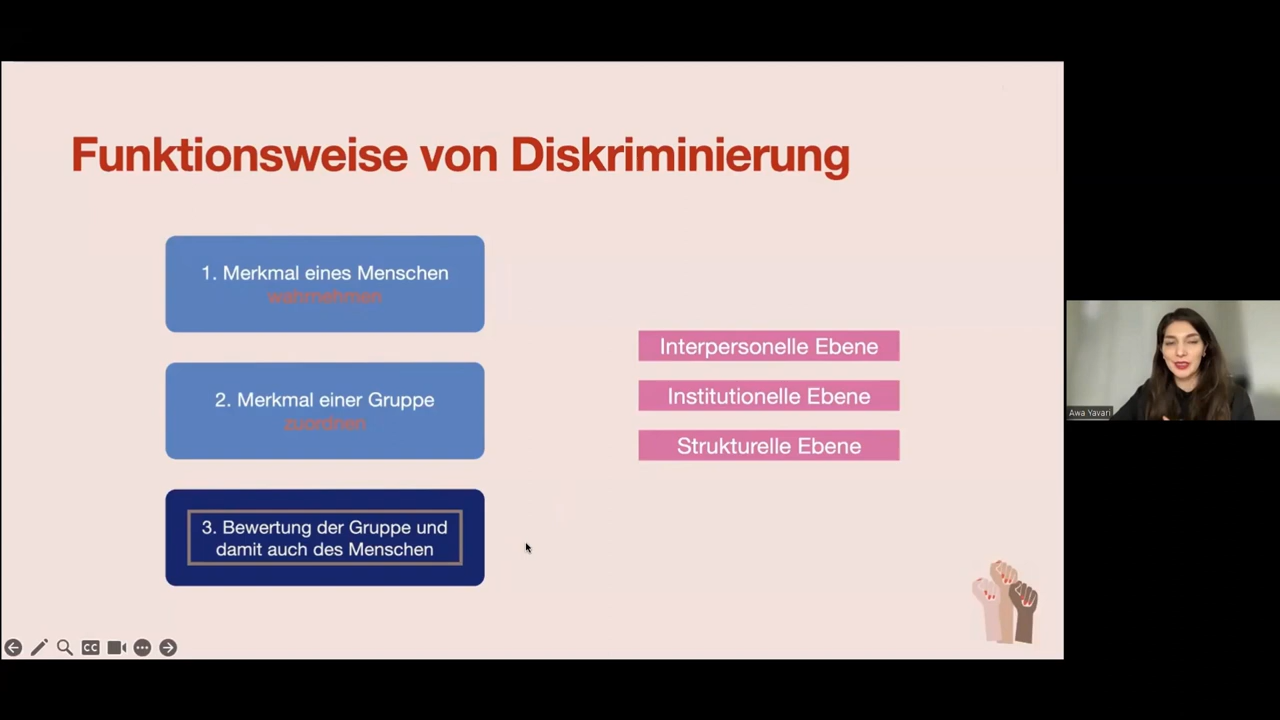 Funktionsweise von Diskriminierung
1. Merkmal eines Menschen
wahrnehmen
2. Merkmal einer Gruppe
zuordnen
3. Bewertung der Gruppe und
damit auch des Menschen
Interpersonelle Ebene
Institutionelle Ebene
Strukturelle Ebene
Awa Yavari
CC